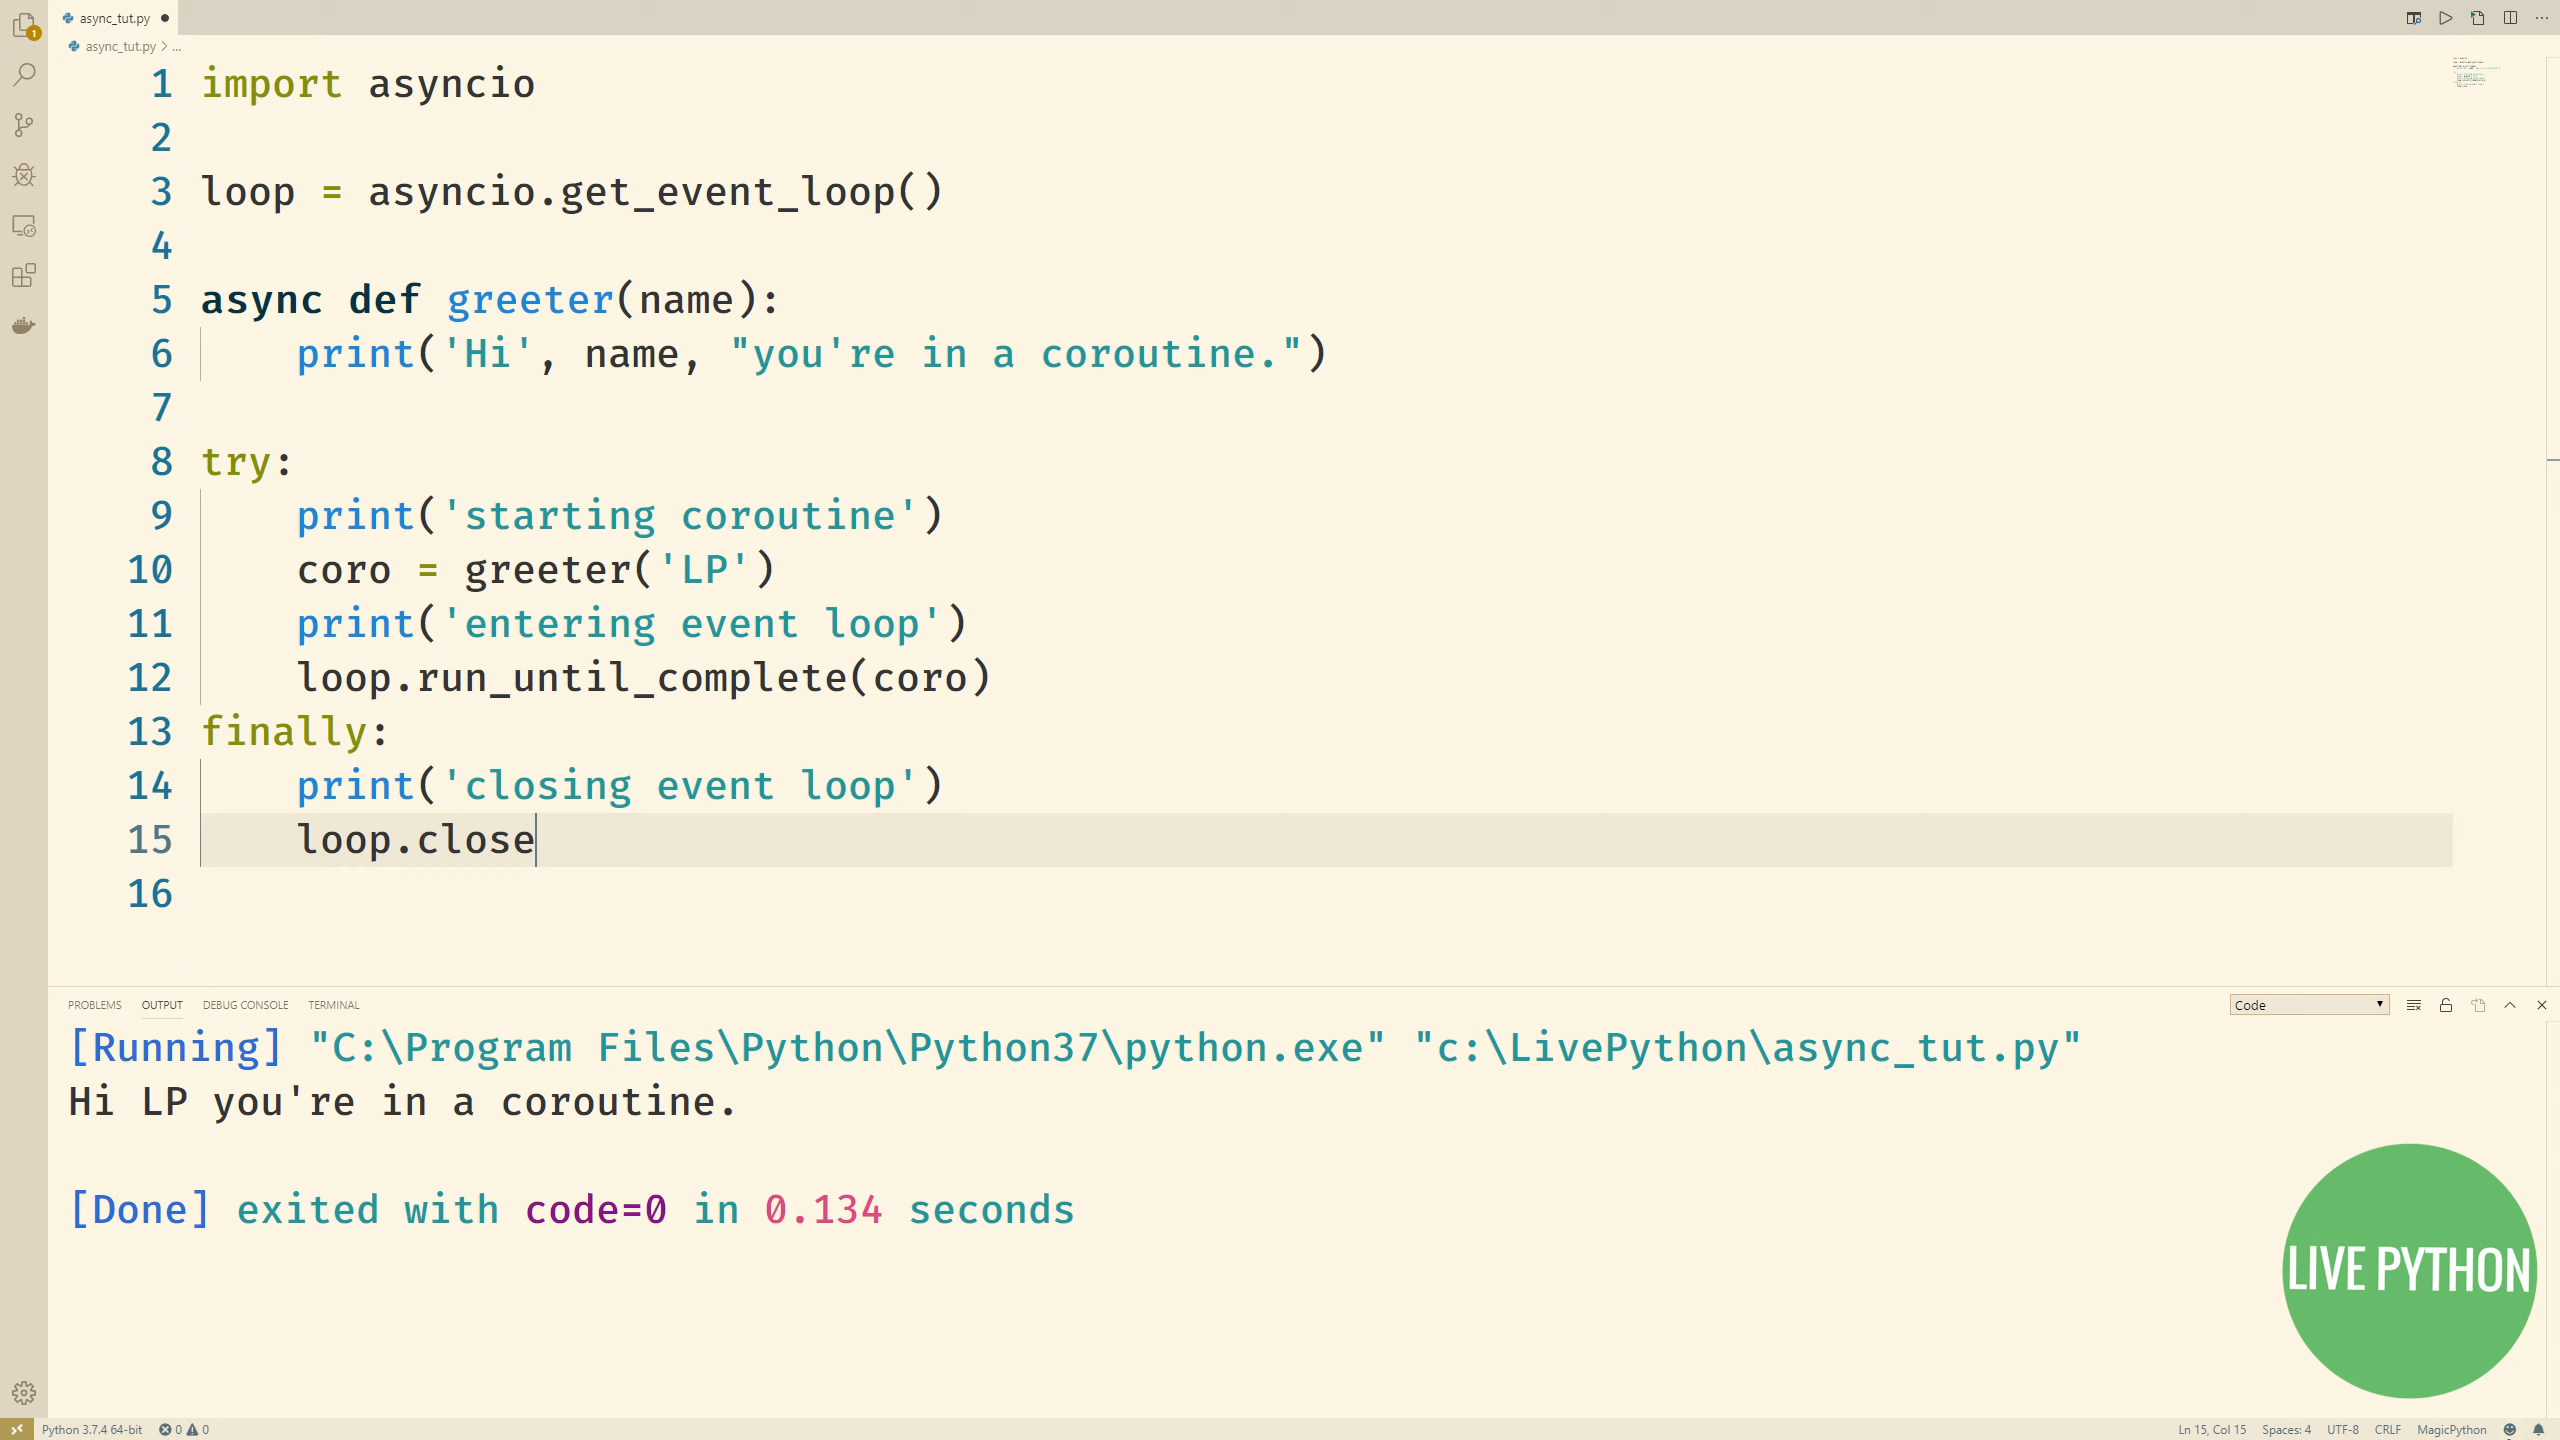 1
async_tut.py
async_tut.py > ...
1 import asyncio
2
3 loop = asyncio.get_event_loop()
4
5 async def greeter(name):
6     print('Hi', name, "you're in a coroutine.")
7
8 try:
9     print('starting coroutine')
10     coro = greeter('LP')
11     print('entering event loop')
12     loop.run_until_complete(coro)
13 finally:
14     print('closing event loop')
15     loop.close
16
PROBLEMS OUTPUT DEBUG CONSOLE TERMINAL Code
[Running] "C:\Program Files\Python\Python37\python.exe" "c:\LivePython\async_tut.py"
Hi LP you're in a coroutine.
[Done] exited with code=0 in 0.134 seconds
LIVE PYTHON
Python 3.7.4 64-bit 0 0 Ln 15, Col 15 Spaces: 4 UTF-8 CRLF MagicPython